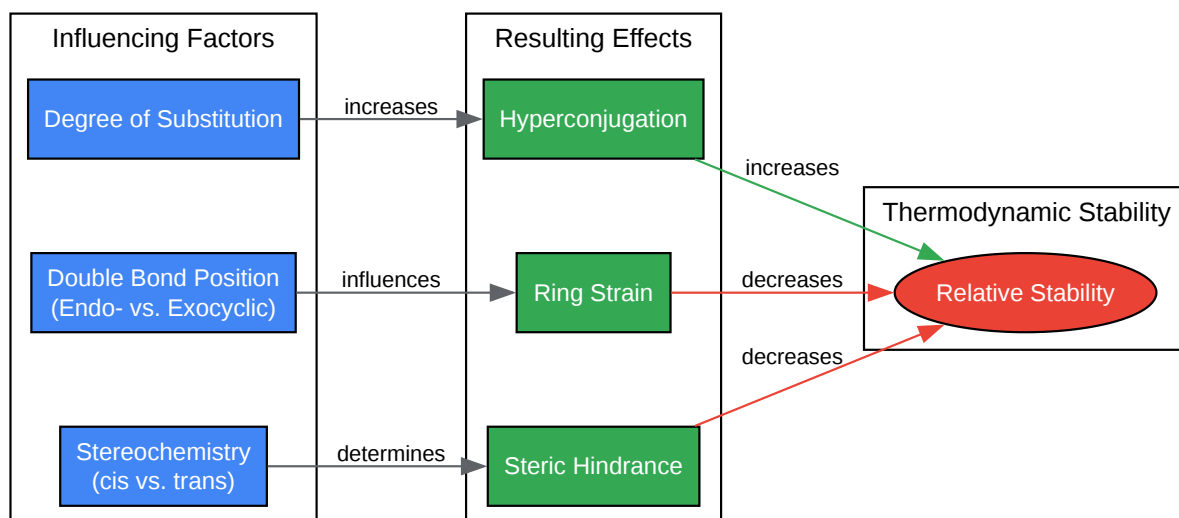 Influencing Factors
Resulting Effects
Degree of Substitution
increases
Hyperconjugation
increases
Thermodynamic Stability
Double Bond Position
(Endo- vs. Exocyclic)
influences
Ring Strain
decreases
Relative Stability
decreases
Stereochemistry
(cis vs. trans)
determines
Steric Hindrance